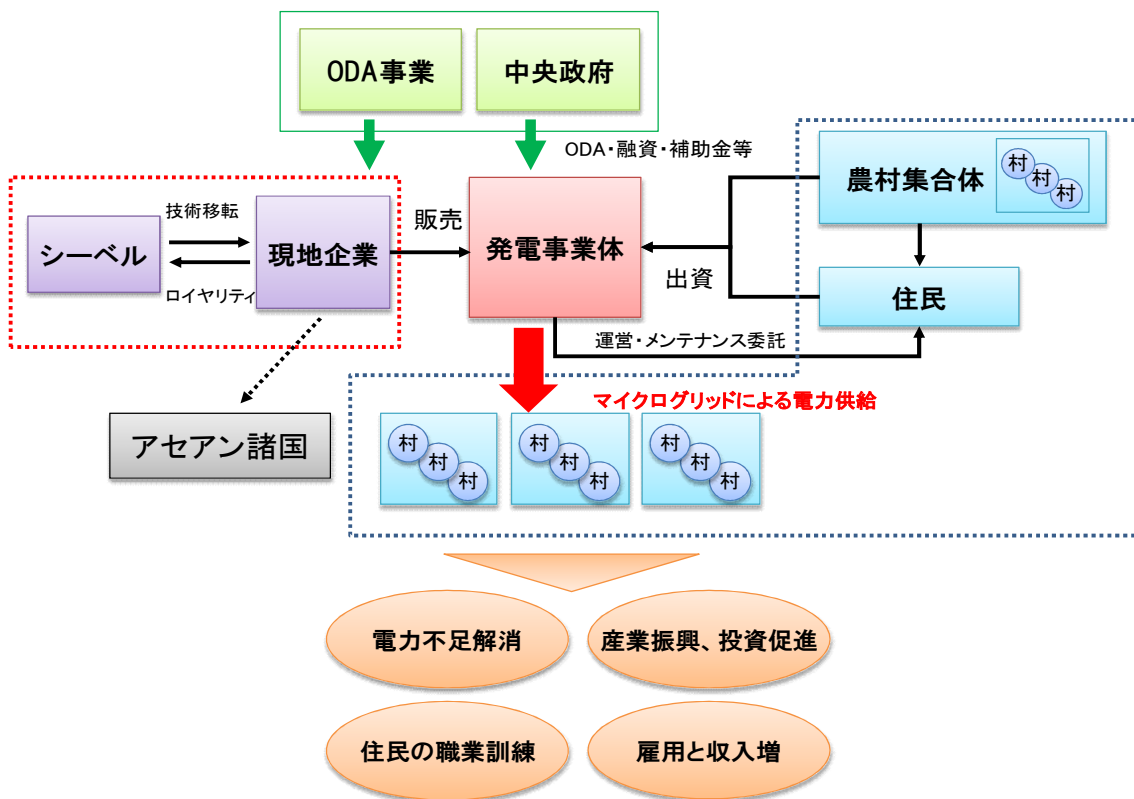 ODA事業
中央政府
ODA・融資・補助金等
農村集合体
村
村
村
技術移転
シーベル
現地企業
ロイヤリティ
販売
発電事業体
出資
住民
運営・メンテナンス委託
マイクログリッドによる電力供給
アセアン諸国
村
村
村
村
村
村
村
村
村
電力不足解消
産業振興、投資促進
住民の職業訓練
雇用と収入増